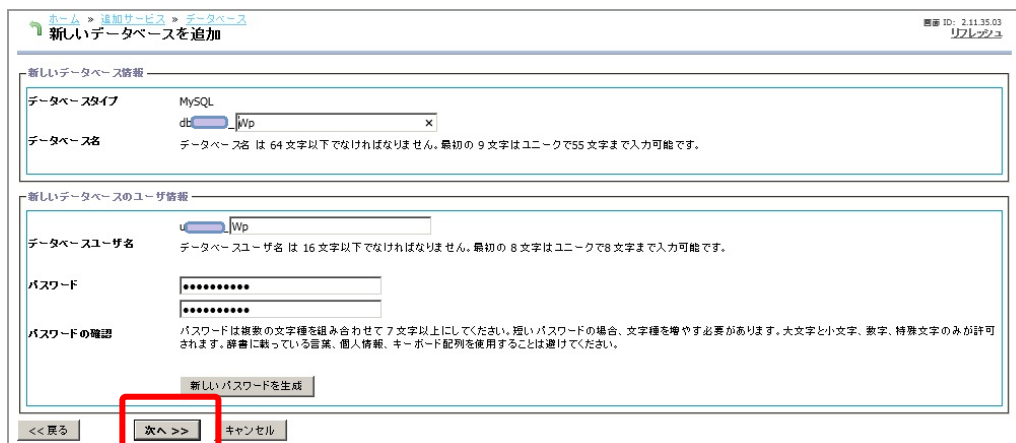 ホーム » 追加サービス » データベース
新しいデータベースを追加
画面 ID: 2.11.35.03
リフレッシュ
新しいデータベース情報
データベースタイプ MySQL
db _ Wp ×
データベース名
データベース名 は 64 文字以下でなければなりません。最初の 9 文字はユニークで55 文字まで入力可能です。
新しいデータベースのユーザ情報
u _ Wp
データベースユーザ名
データベースユーザ名 は 16 文字以下でなければなりません。最初の 8 文字はユニークで8 文字まで入力可能です。
パスワード ●●●●●●●●●●
●●●●●●●●●●
パスワードの確認
パスワードは複数の文字種を組み合わせて 7 文字以上にしてください。短いパスワードの場合、文字種を増やす必要があります。大文字と小文字、数字、特殊文字のみが許可
されます。辞書に載っている言葉、個人情報、キーボード配列を使用することは避けてください。
新しいパスワードを生成
<< 戻る 次へ >> キャンセル